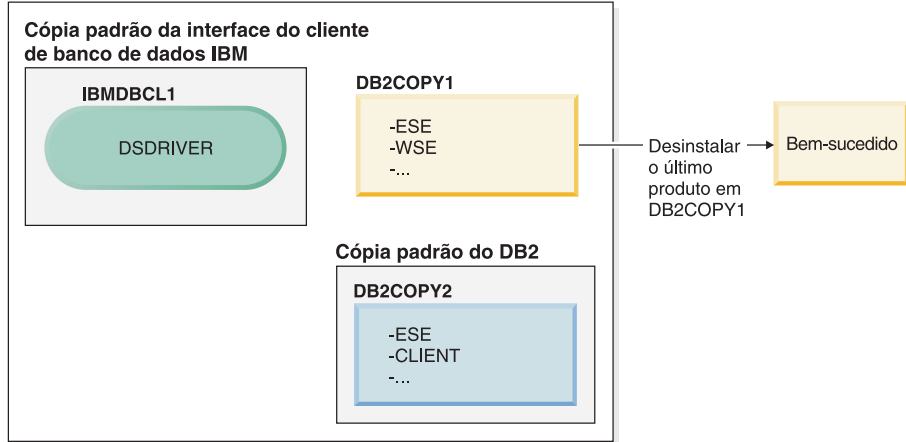 Cópia padrão da interface do cliente
de banco de dados IBM
IBMDBCL1
DSDRIVER
DB2COPY1
-ESE
-WSE
-...
Desinstalar
o último
produto em
DB2COPY1
Bem-sucedido
Cópia padrão do DB2
DB2COPY2
-ESE
-CLIENT
-...